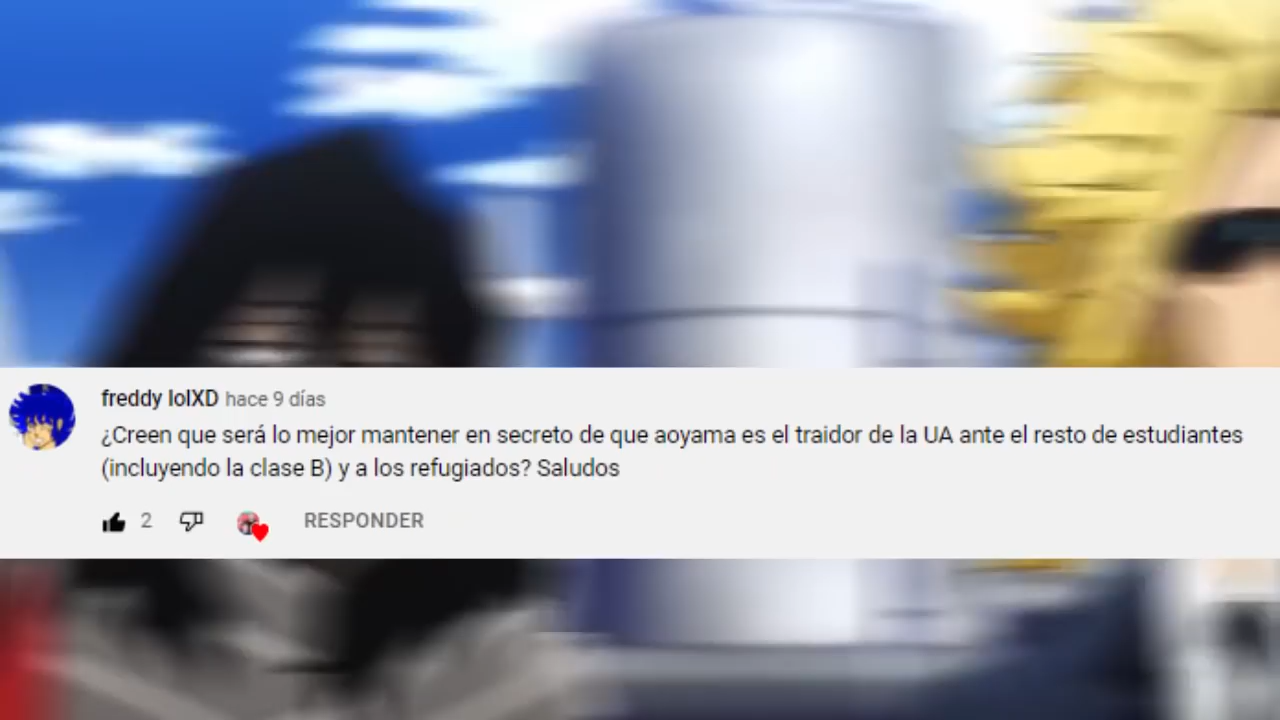 freddy lolXD hace 9 días
¿Creen que será lo mejor mantener en secreto de que aoyama es el traidor de la UA ante el resto de estudiantes
(incluyendo la clase B) y a los refugiados? Saludos
2 RESPONDER